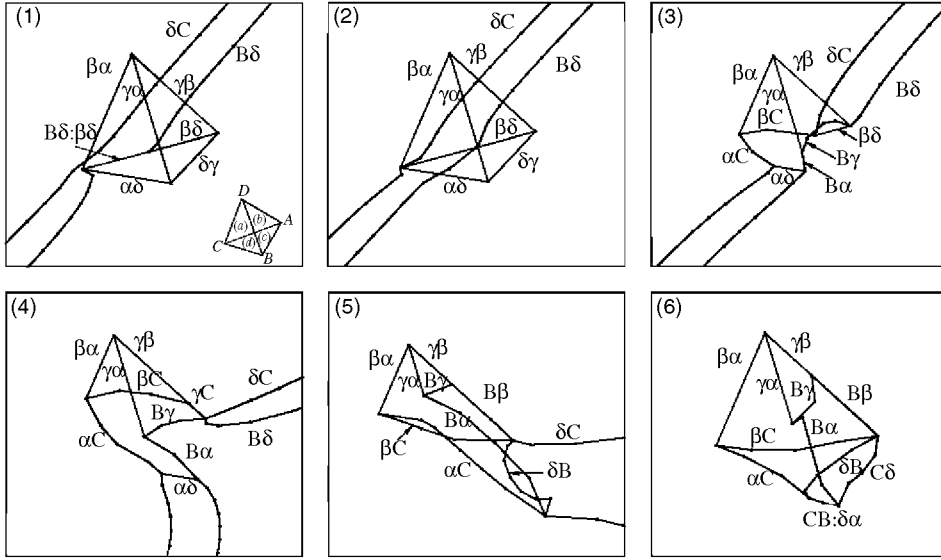 (1)
δC
Bδ
βα
γα
γβ
Bδ:βδ
βδ
δγ
αδ
D
(a)
(b)
A
C
(d)
(c)
B
(2)
δC
Bδ
βα
γα
γβ
βδ
δγ
αδ
(3)
δC
γβ
βα
γα
Bδ
βC
βδ
αC
Bγ
αδ
Bα
(4)
γβ
βα
γα
βC
γC
δC
Bγ
Bδ
αC
Bα
αδ
(5)
γβ
βα
γα
Bγ
Bβ
Bα
δC
βC
αC
δB
(6)
γβ
βα
Bβ
γα
Bγ
Bα
βC
αC
δB
Cδ
CB:δα